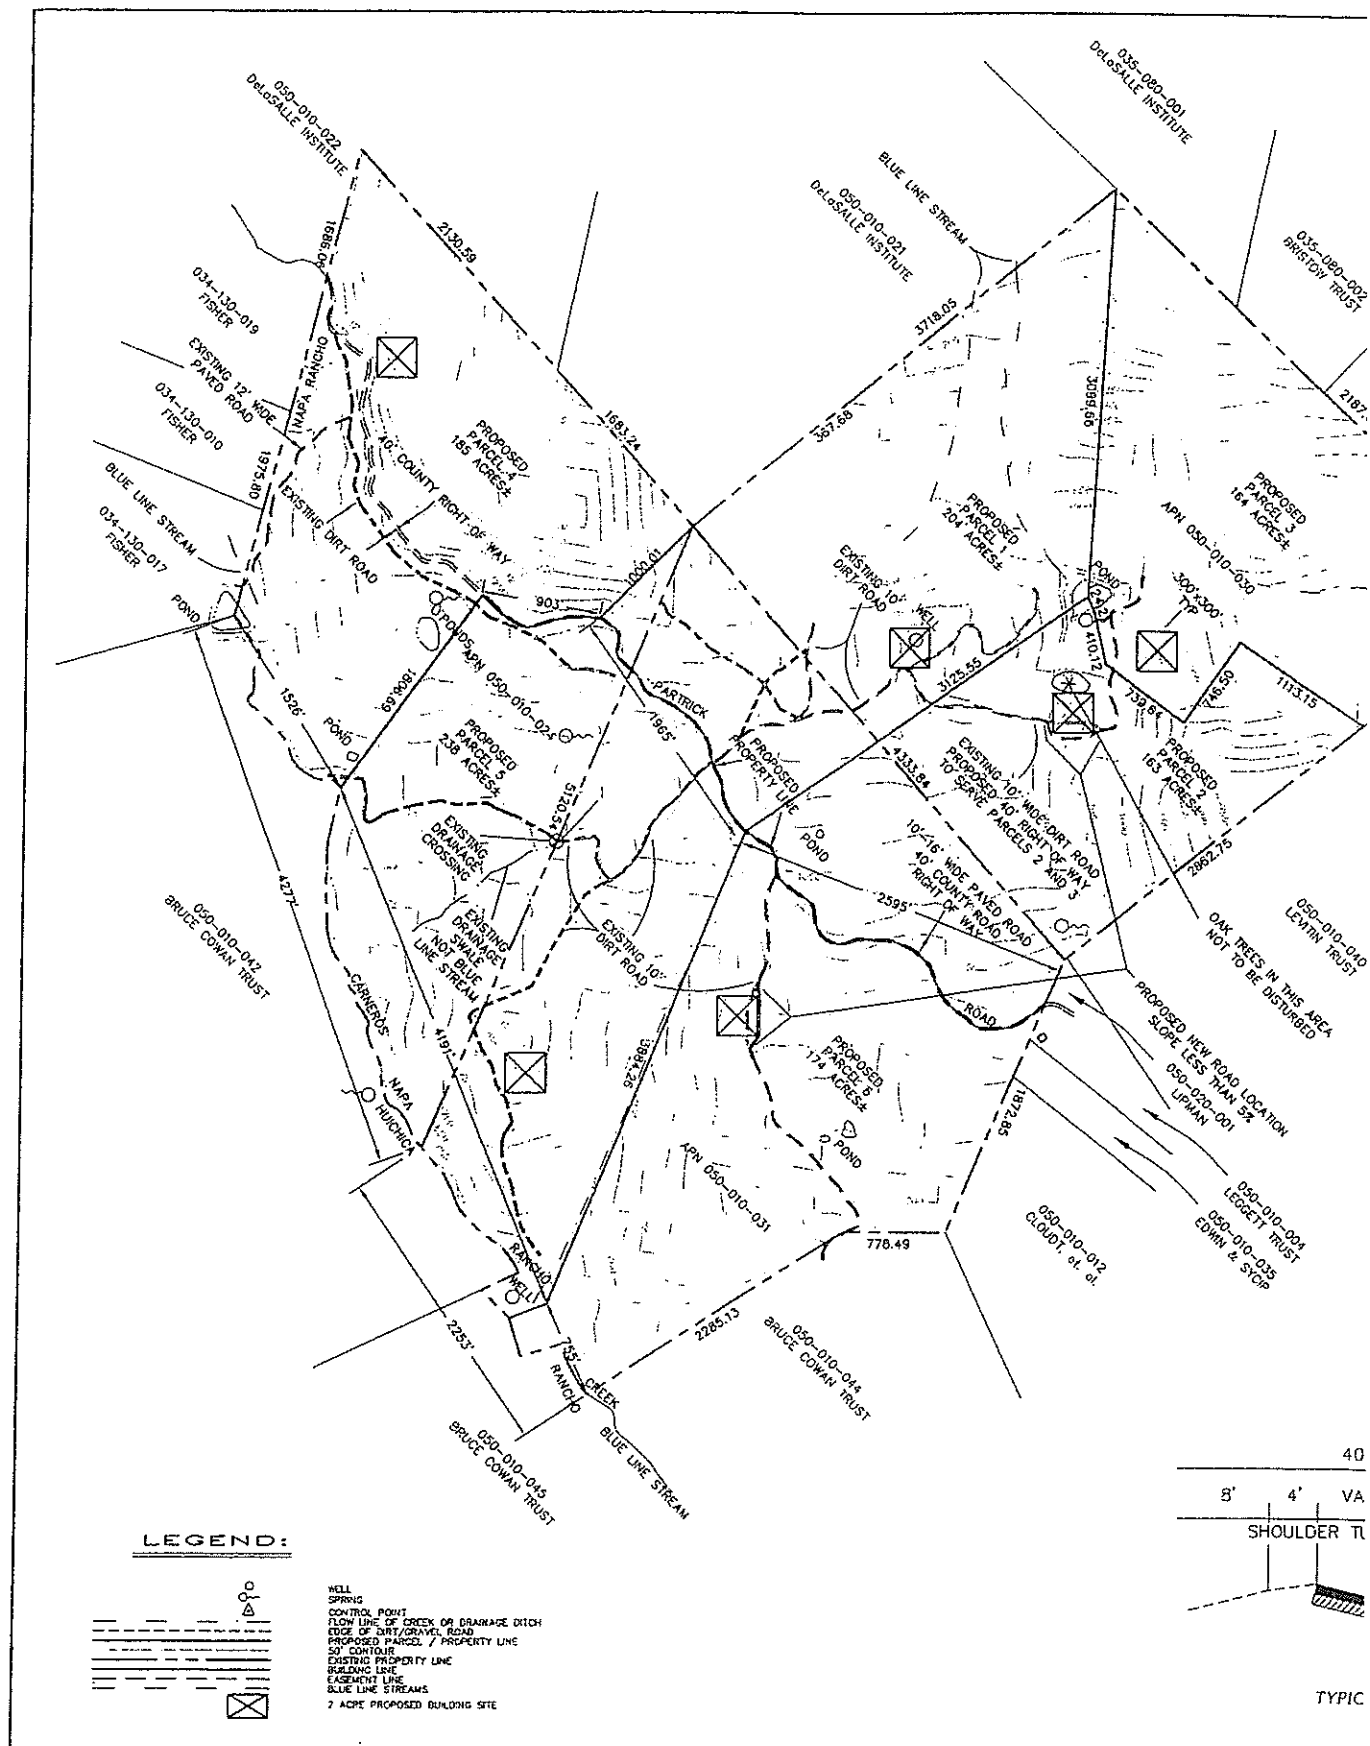 050-010-022
DeLaSALLE INSTITUTE
035-080-001
DeLaSALLE INSTITUTE
BLUE LINE STREAM
050-010-021
DeLaSALLE INSTITUTE
035-080-002
BRISTOW TRUST
1686.06
2130.59
034-130-019
FISHER
EXISTING 12' WIDE
PAVED ROAD
NAPA RANCHO
034-130-010
FISHER
1975.80
BLUE LINE STREAM
034-130-017
FISHER
POND
EXISTING DIRT ROAD
40' COUNTY RIGHT OF WAY
PROPOSED
PARCEL 4
185 ACRES±
1683.24
3718.05
367.68
3099.66
PROPOSED
PARCEL 1
204
ACRES±
PROPOSED
PARCEL 3
164 ACRES±
APN 050-010-030
300'x300'
TYP
POND
410.12
739.64
746.50
1113.15
EXISTING 10'
DIRT ROAD
WELL
3125.55
1000.01
903'
PONDS
1806.69
PARTRICK
1965'
1526'
POND
PROPOSED
PARCEL 5
238
ACRES±
5120.54
PROPOSED
PROPERTY LINE
4333.84
EXISTING 10' WIDE DIRT ROAD
PROPOSED 40' RIGHT OF WAY
TO SERVE PARCELS 2 AND 3
PROPOSED
PARCEL 2
163 ACRES±
2862.75
EXISTING
DRAINAGE
CROSSING
POND
10'-16' WIDE PAVED ROAD
40' COUNTY ROAD
RIGHT OF WAY
2595
4277'
050-010-042
BRUCE COWAN TRUST
EXISTING
DRAINAGE
SWALE
NOT BLUE
LINE STREAM
EXISTING 10'
DIRT ROAD
050-010-040
LEVATIN TRUST
OAK TREES IN THIS AREA
NOT TO BE DISTURBED
CARNEROS
4191'
3884.26
ROAD
PROPOSED NEW ROAD LOCATION
SLOPE LESS THAN 5%
050-020-001
LIPMAN
PROPOSED
PARCEL 6
174 ACRES±
1872.85
NAPA
HUICHICA
POND
APN 050-010-031
050-010-004
LEGGETT TRUST
050-010-035
EDWIN & SYCIP
050-010-012
CLOUDT, et. al.
778.49
RANCHO
WELL
2285.13
2253'
755'
RANCHO
CREEK
050-010-044
BRUCE COWAN TRUST
BLUE LINE STREAM
050-010-045
BRUCE COWAN TRUST
40
8' 4' VA
SHOULDER
TYPIC
LEGEND:
WELL
SPRING
CONTROL POINT
FLOW LINE OF CREEK OR DRAINAGE DITCH
EDGE OF DIRT/GRAVEL ROAD
PROPOSED PARCEL / PROPERTY LINE
50' CONTOUR
EXISTING PROPERTY LINE
BUILDING LINE
EASEMENT LINE
BLUE LINE STREAMS
2 ACRE PROPOSED BUILDING SITE